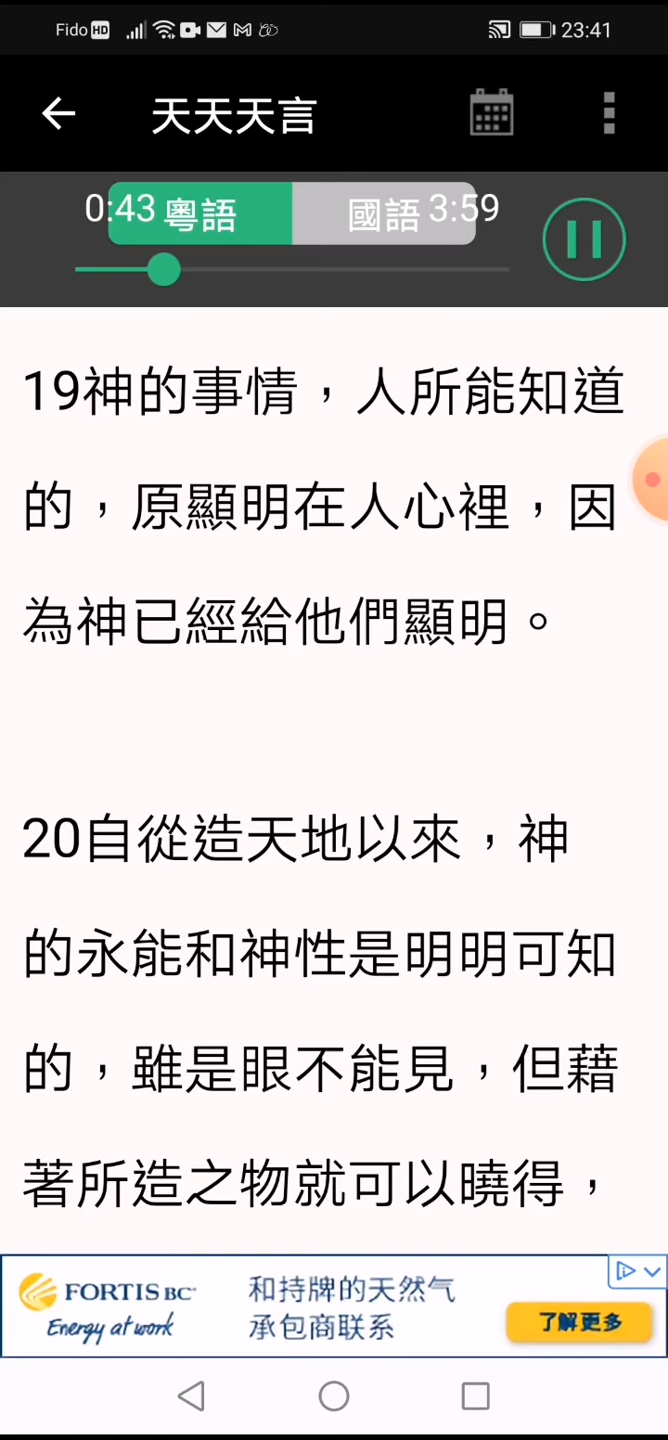 Fido HD 23:41
天天天言
0:43 粵語 國語 3:59
19神的事情，人所能知道
的，原顯明在人心裡，因
為神已經給他們顯明。
20自從造天地以來，神
的永能和神性是明明可知
的，雖是眼不能見，但藉
著所造之物就可以曉得，
FORTIS BC
Energy at work
和持牌的天然气
承包商联系
了解更多